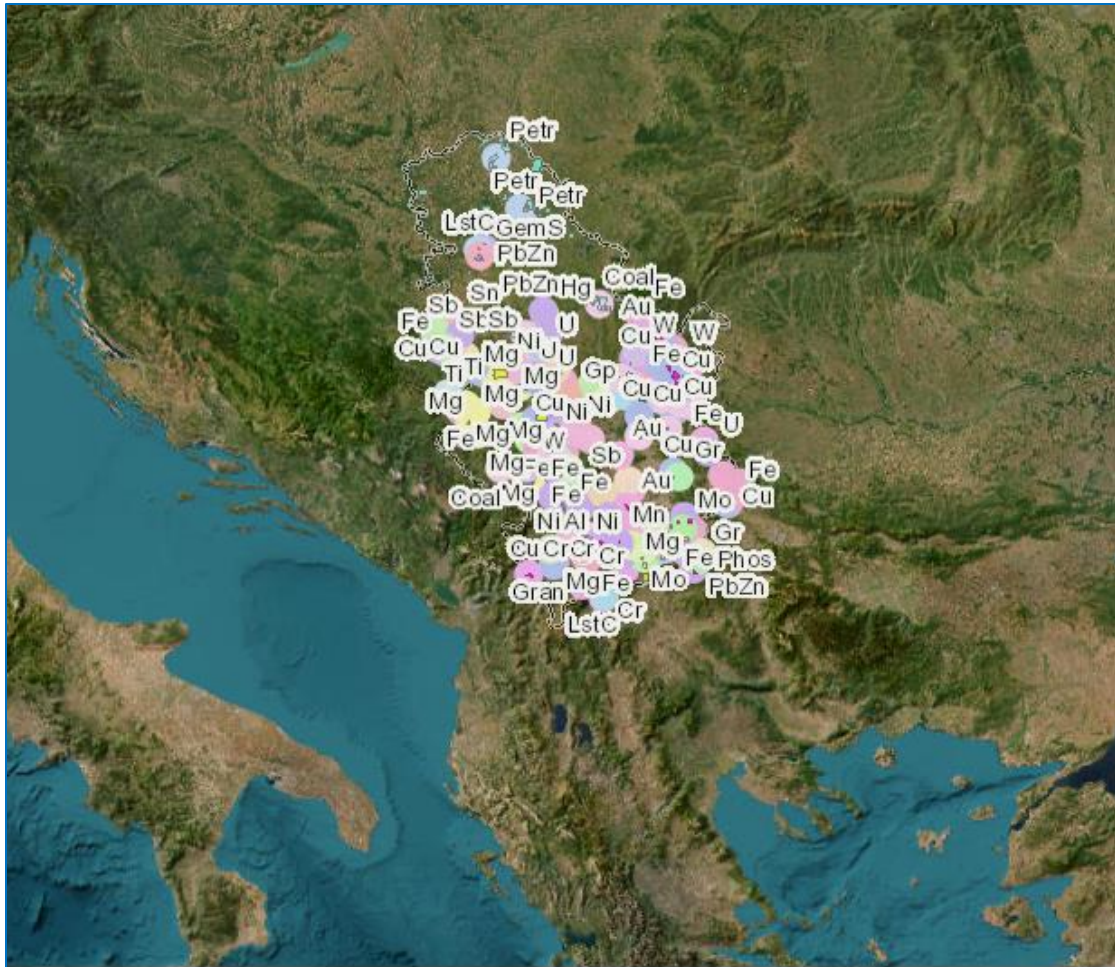 Petr
Petr
Petr
LstC
GemS
PbZn
PbZn
Hg
Coal
Fe
Sn
Sb
Sb
Sb
Au
W
W
U
Fe
Cu
Cu
Ni
U
U
Cu
Fe
Cu
Ti
Ti
Mg
Mg
Gp
Cu
Cu
Cu
Mg
Mg
Cu
Ni
Ni
Fe
U
Fe
Mg
Mg
W
Au
Cu
Gr
Mg
Fe
Fe
Sb
Fe
Au
Fe
Coal
Mg
Fe
Mo
Cu
Ni
Al
Ni
Mn
Gr
Cu
Cr
Cr
Cr
Mg
Fe
Phos
Gran
Mg
Fe
Mo
PbZn
LstC
Cr